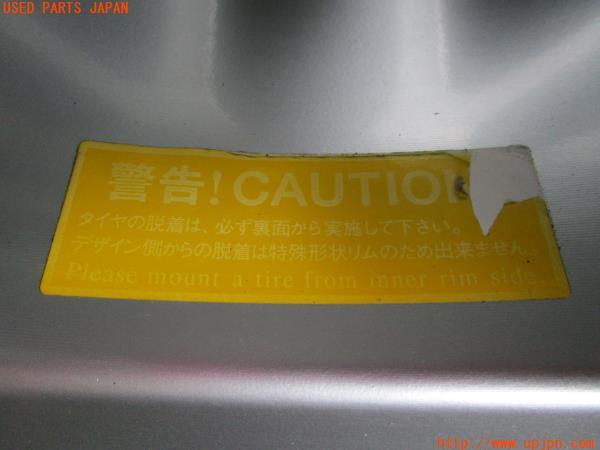 USED PARTS JAPAN
警告!CAUTIO
タイヤの脱着は、必ず裏面から実施して下さい。
デザイン側からの脱着は特殊形状リムのため出来ません。
Please mount a tire from inner rim side.
http://www.upjpn.com/